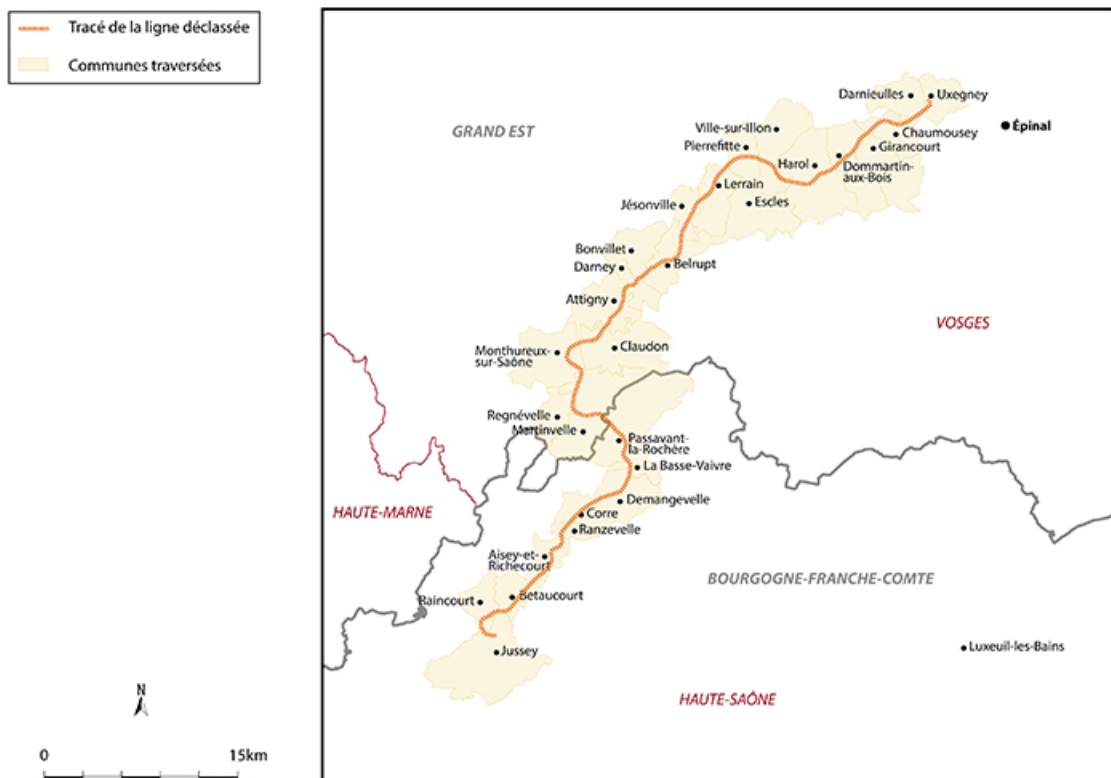 Tracé de la ligne déclassée
Communes traversées
Darnieulles
Uxegney
GRAND EST
Ville-sur-Illon
Épinal
Chaumousey
Pierrefitte
Girancourt
Harol
Dommartin-
aux-Bois
Lerrain
Jésonville
Escles
Bonvillet
Darney
Belrupt
Attigny
VOSGES
Monthureux-
sur-Saône
Claudon
Regnévelle
Martinvelle
Passavant-
la-Rochère
La Basse-Vaivre
HAUTE-MARNE
Demangevelle
Corre
Ranzevelle
Aisey-et-
Richecourt
BOURGOGNE-FRANCHE-COMTE
Raincourt
Betaucourt
Jussey
Luxeuil-les-Bains
HAUTE-SAÔNE
N
0 15km